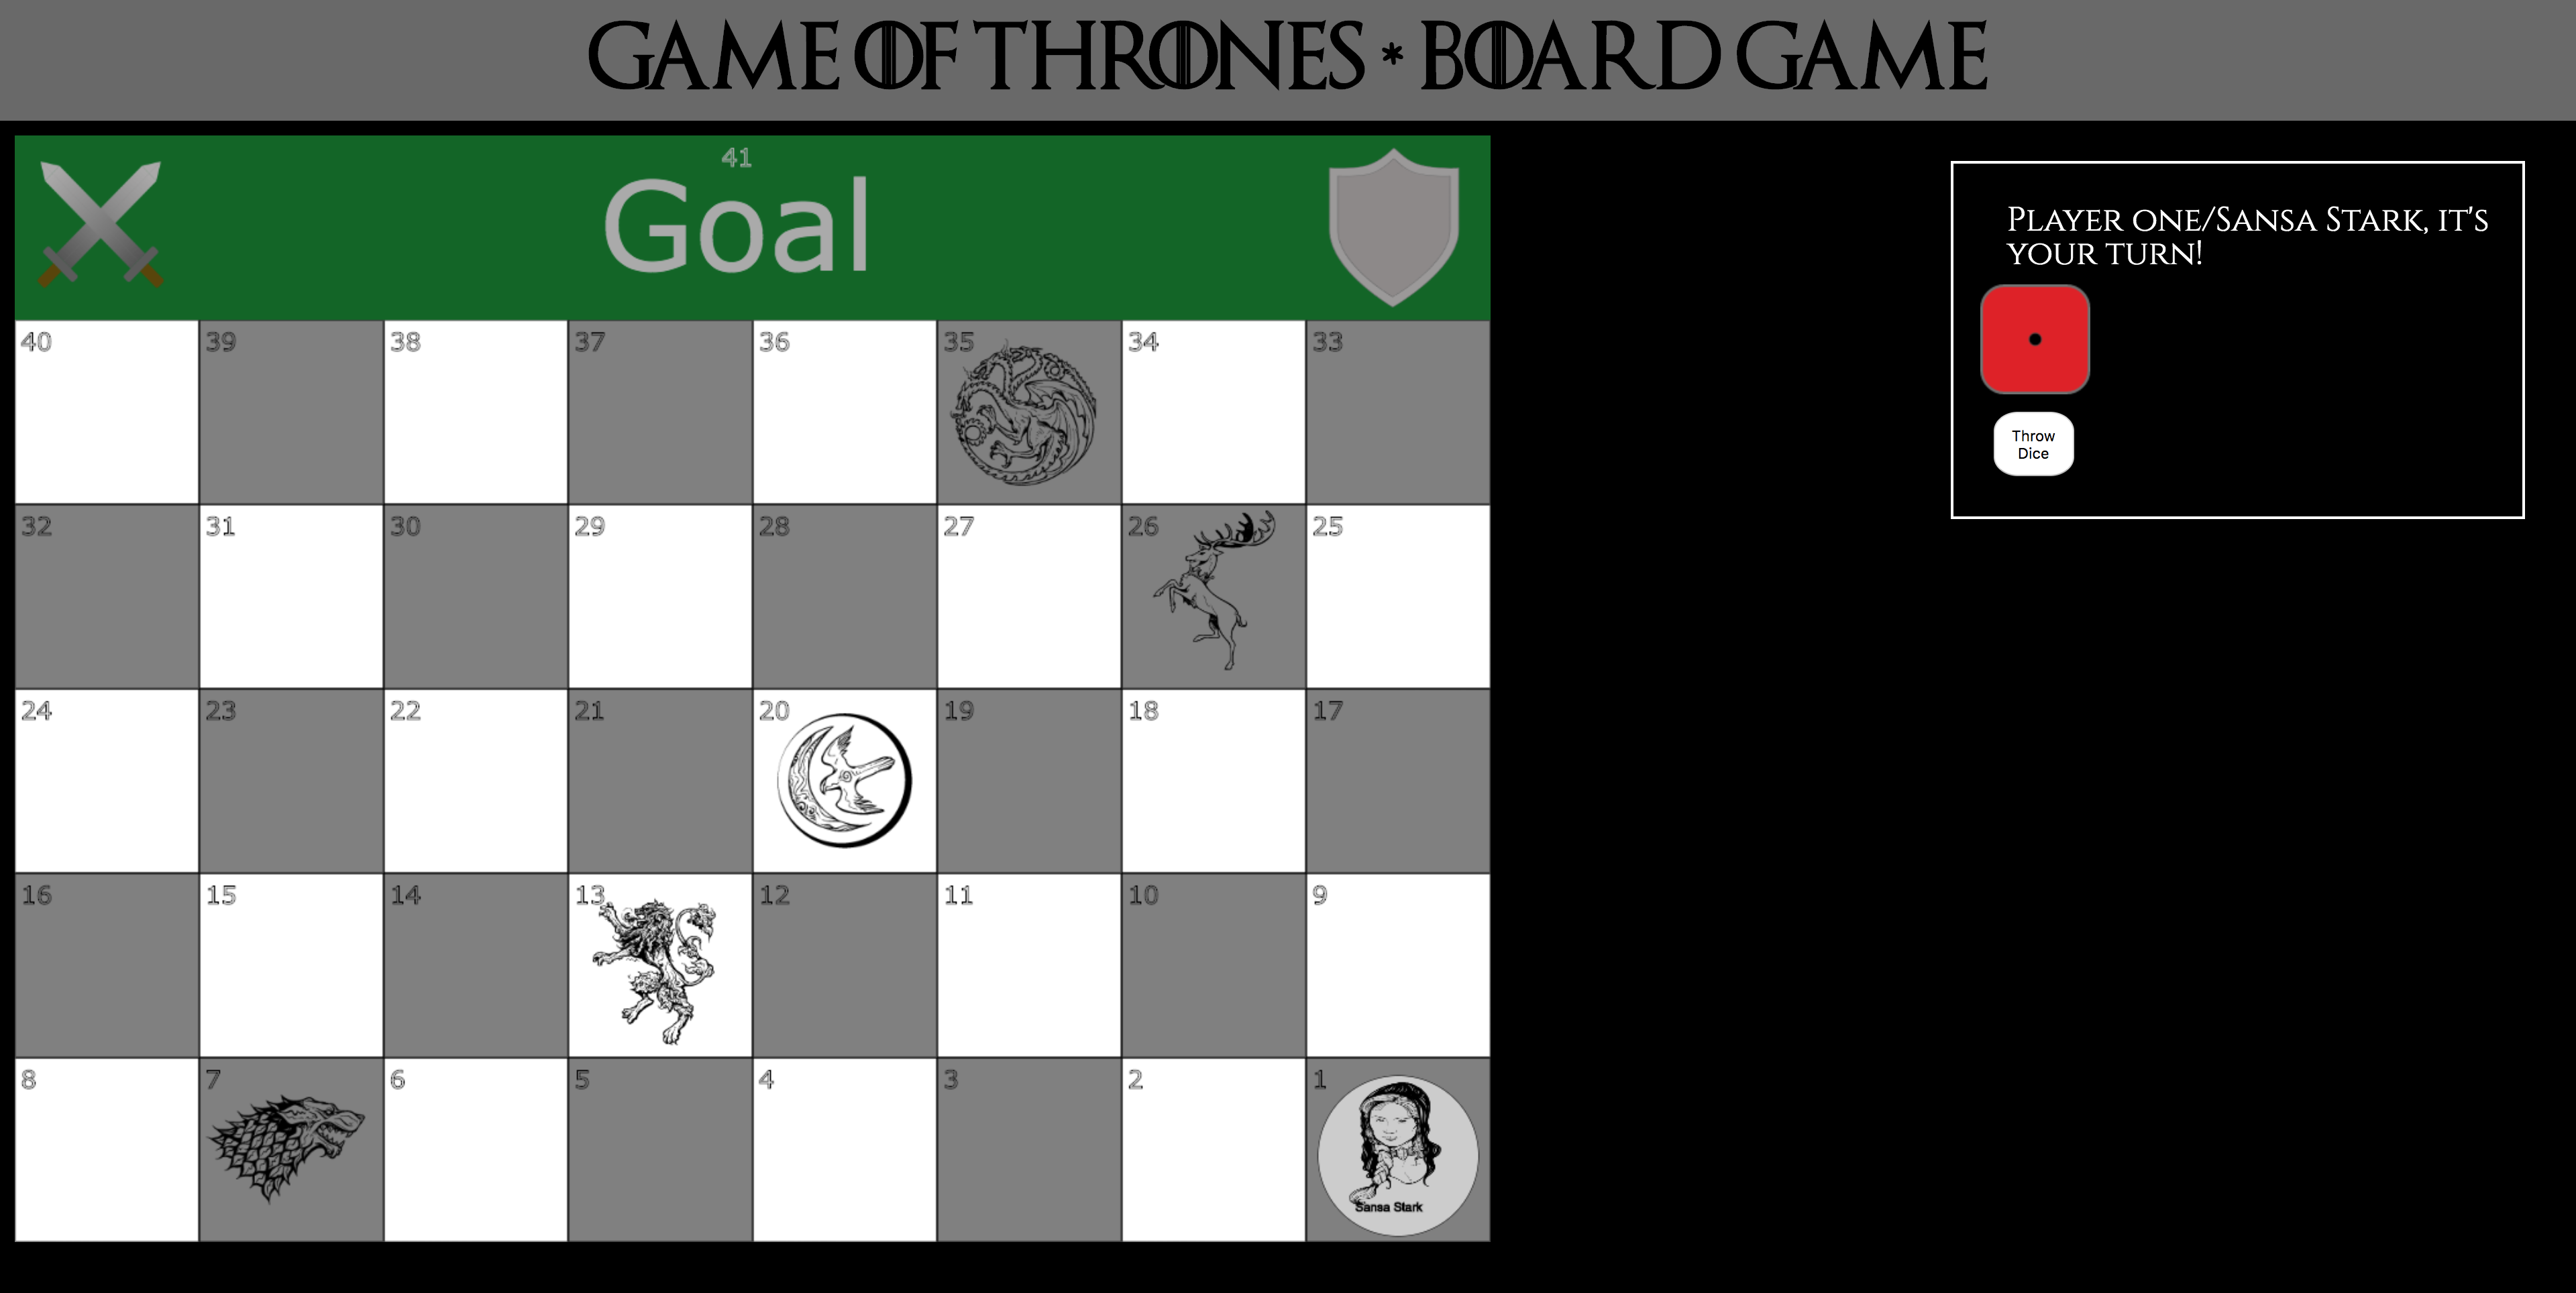 GAME OF THRONES * BOARD GAME
41
Goal
40 39 38 37 36 35 34 33
32 31 30 29 28 27 26 25
24 23 22 21 20 19 18 17
16 15 14 13 12 11 10 9
8 7 6 5 4 3 2 1
Sansa Stark
Player one/Sansa Stark, it's
your turn!
Throw
Dice